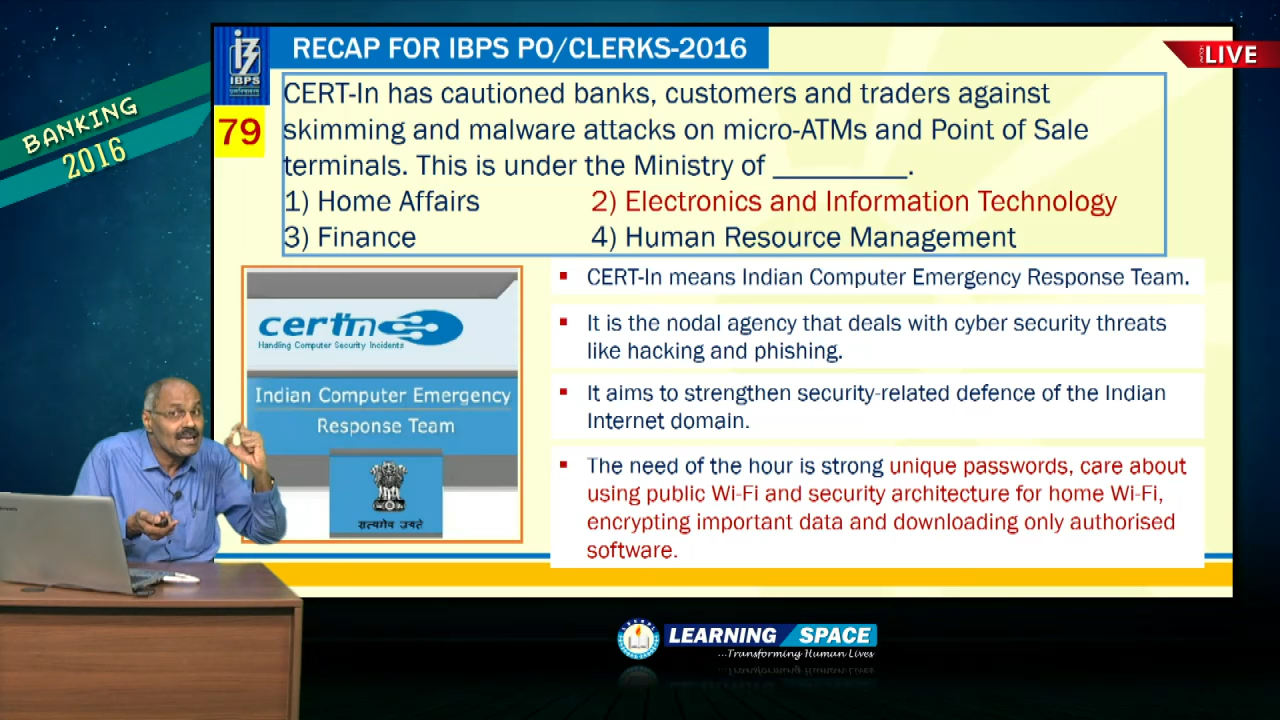 RECAP FOR IBPS PO/CLERKS-2016
IBPS
LIVE
BANKING
2016
79
CERT-In has cautioned banks, customers and traders against
skimming and malware attacks on micro-ATMs and Point of Sale
terminals. This is under the Ministry of _________.
1) Home Affairs 2) Electronics and Information Technology
3) Finance 4) Human Resource Management
certin
Handling Computer Security Incidents
Indian Computer Emergency
Response Team
सत्यमेव जयते
▪ CERT-In means Indian Computer Emergency Response Team.
▪ It is the nodal agency that deals with cyber security threats
like hacking and phishing.
▪ It aims to strengthen security-related defence of the Indian
Internet domain.
▪ The need of the hour is strong unique passwords, care about
using public Wi-Fi and security architecture for home Wi-Fi,
encrypting important data and downloading only authorised
software.
LEARNING SPACE
...Transforming Human Lives